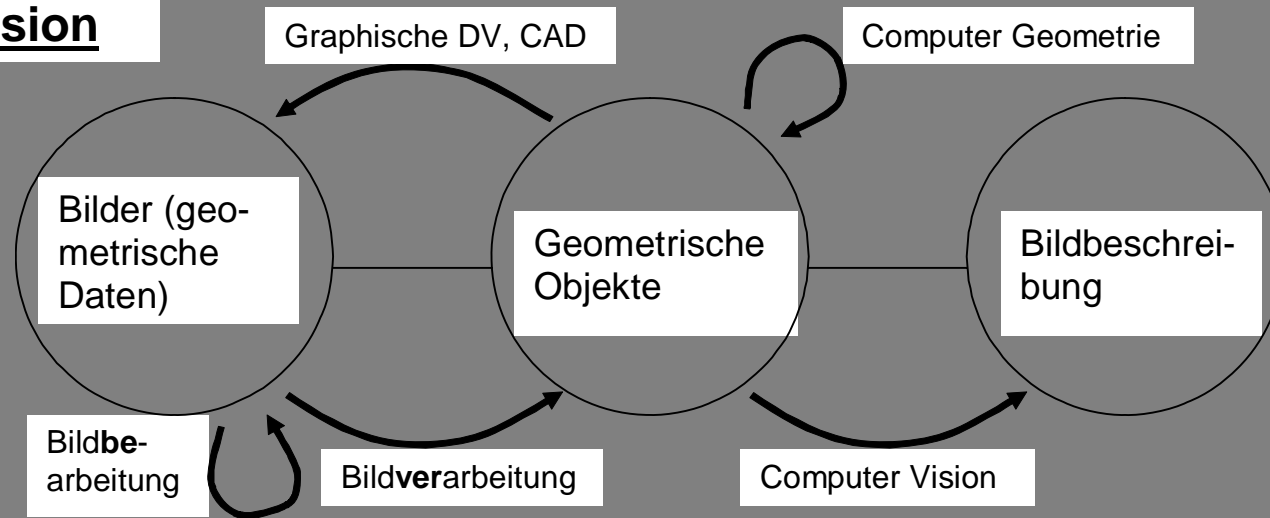 sion
Graphische DV, CAD
Computer Geometrie
Bilder (geo-
metrische
Daten)
Geometrische
Objekte
Bildbeschrei-
bung
Bildbe-
arbeitung
Bildverarbeitung
Computer Vision